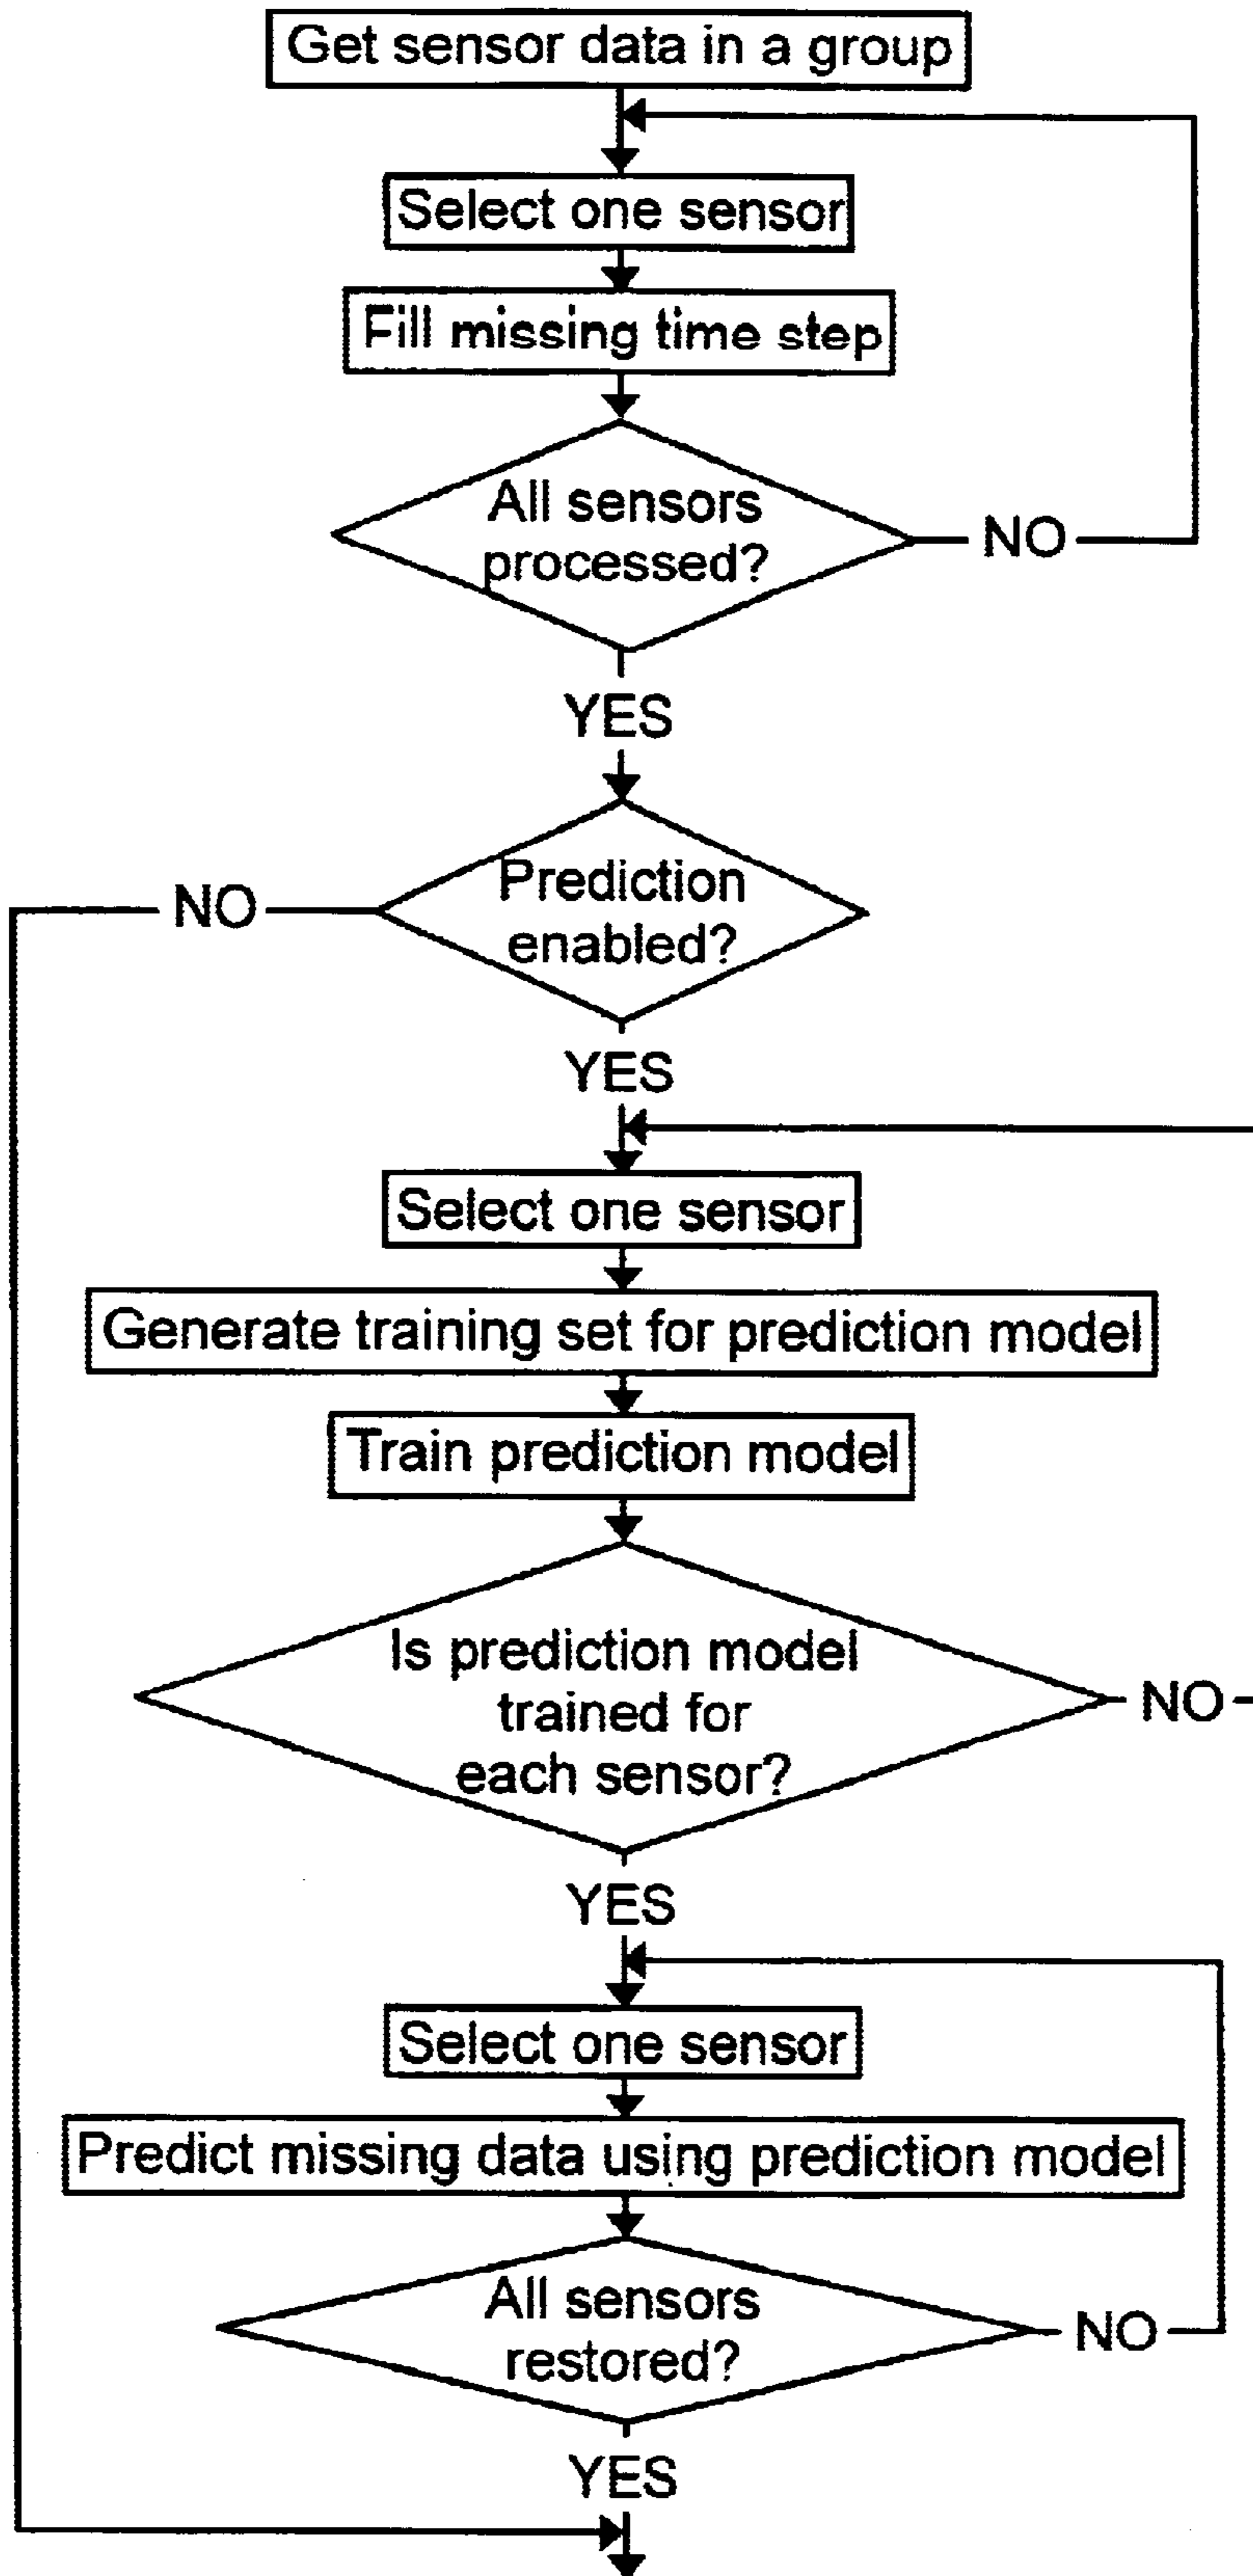 Get sensor data in a group
Select one sensor
Fill missing time step
All sensors
processed?
NO
YES
Prediction
enabled?
NO
YES
Select one sensor
Generate training set for prediction model
Train prediction model
Is prediction model
trained for
each sensor?
NO
YES
Select one sensor
Predict missing data using prediction model
All sensors
restored?
NO
YES